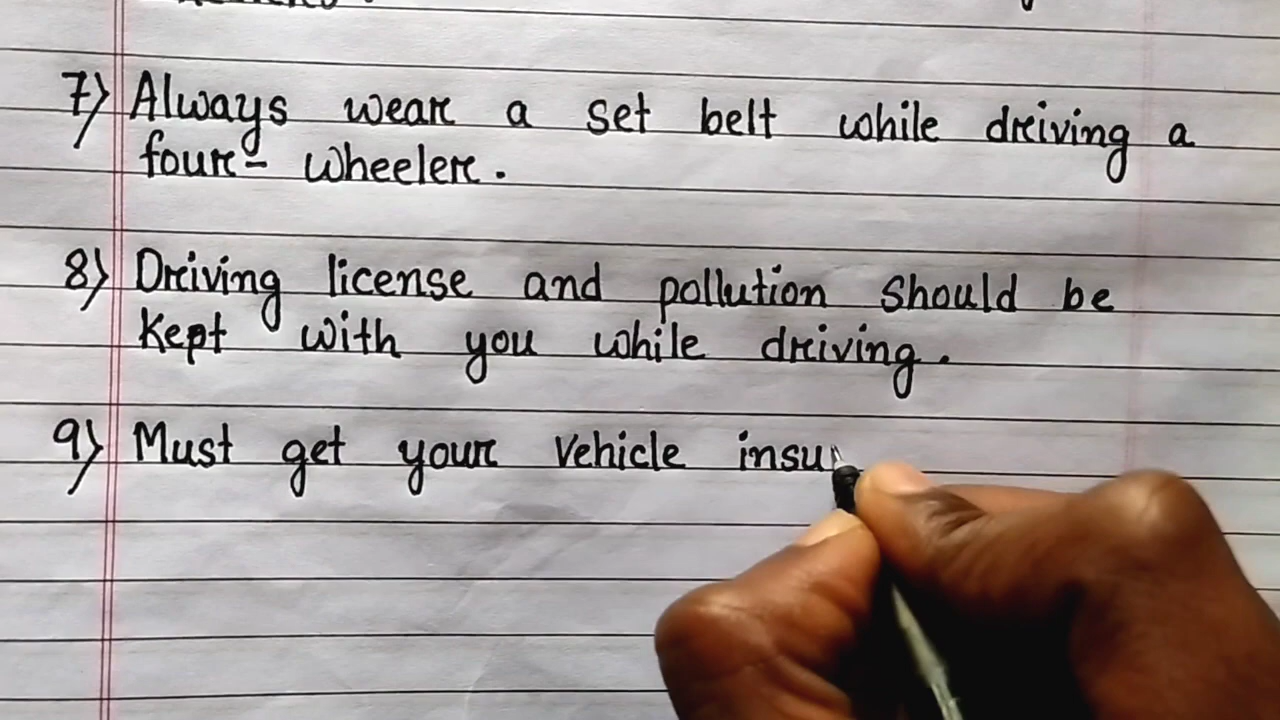 7) Always wear a set belt while driving a
four- wheeler.
8) Driving license and pollution should be
Kept with you while driving.
9) Must get your vehicle insu